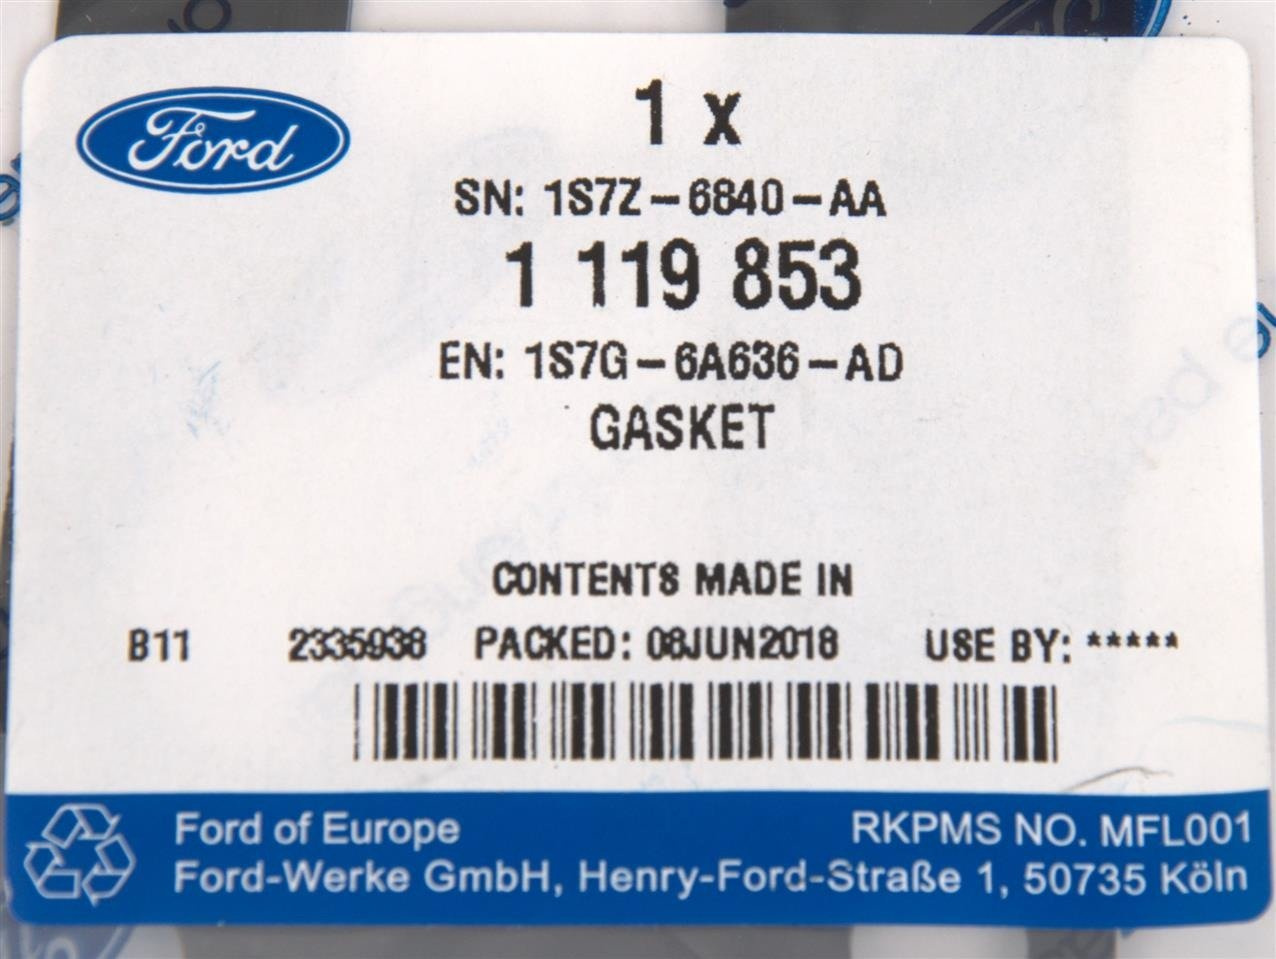 Ford
1 x
SN: 1S7Z-6840-AA
1 119 853
EN: 1S7G-6A636-AD
GASKET
CONTENTS MADE IN
B11 2335938 PACKED: 08JUN2018 USE BY: *****
Ford of Europe RKPMS NO. MFL001
Ford-Werke GmbH, Henry-Ford-Straße 1, 50735 Köln